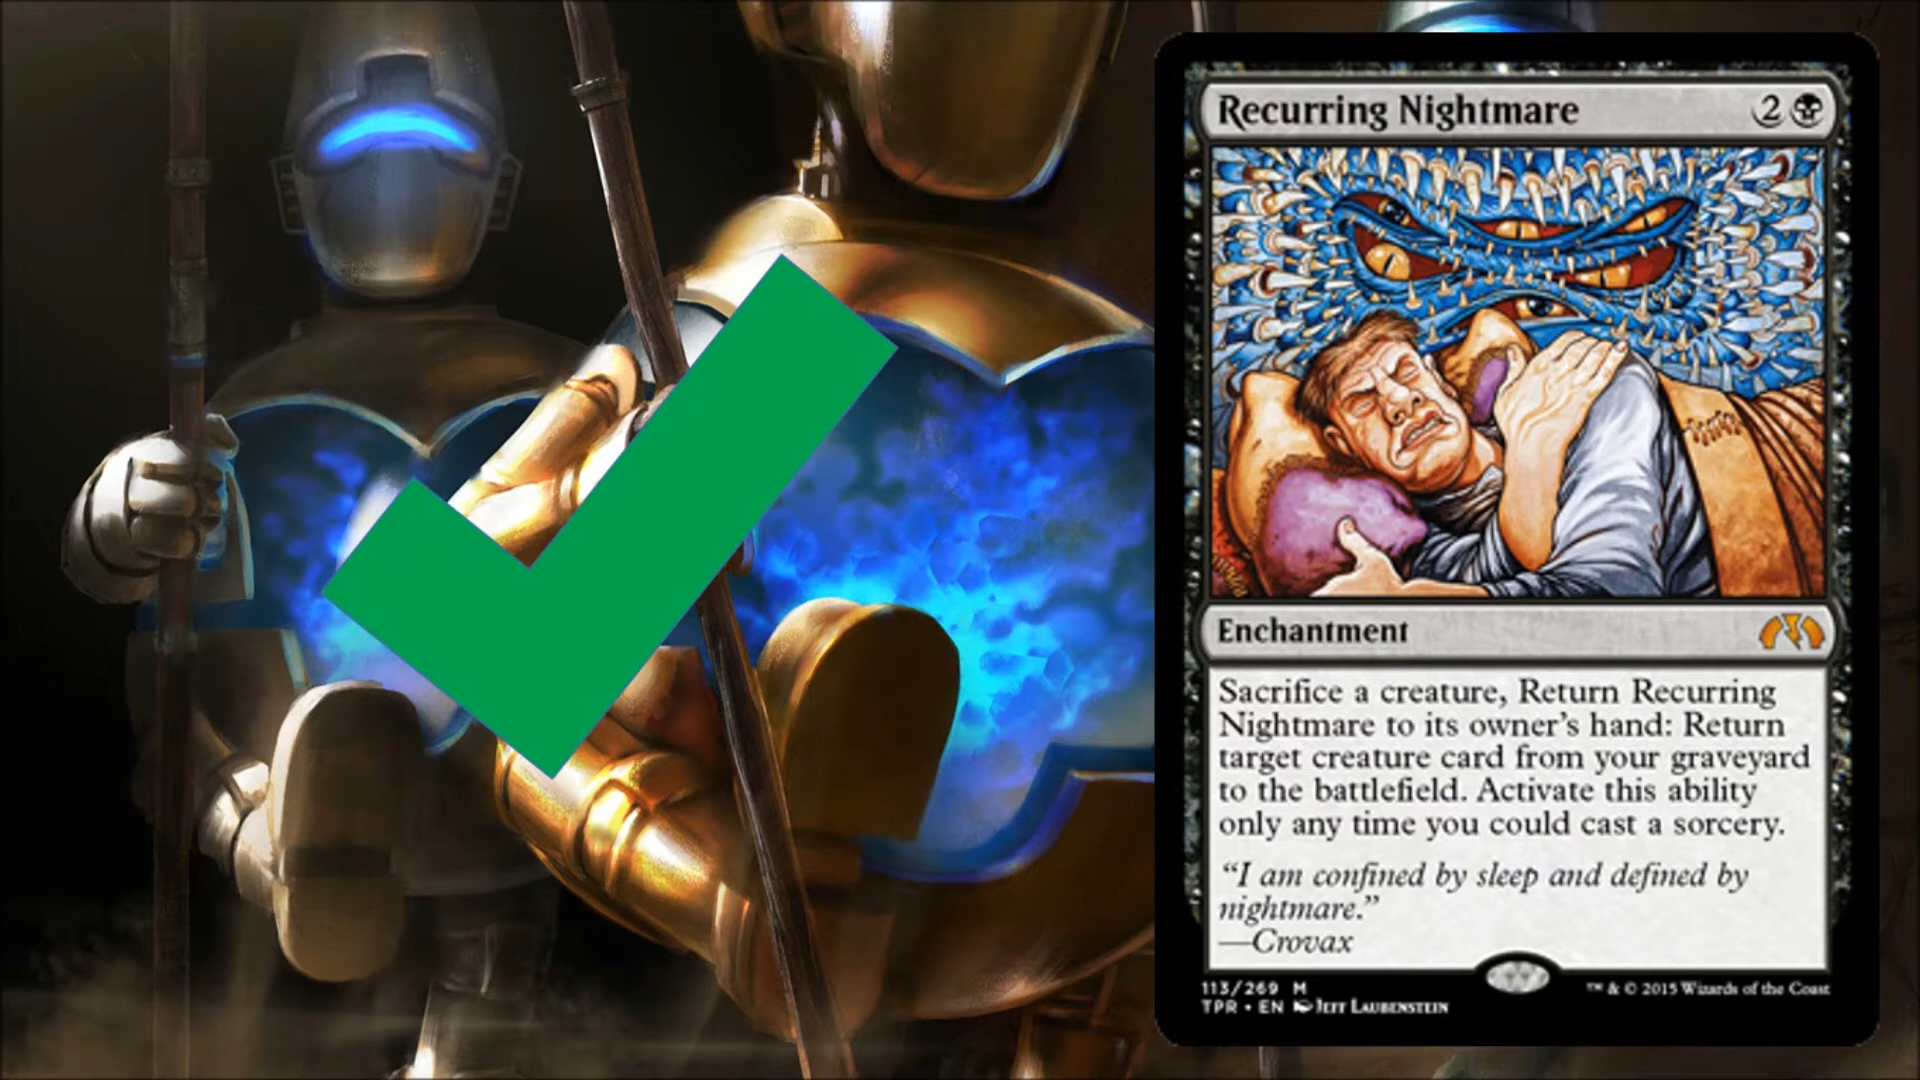 Recurring Nightmare 2
Enchantment
Sacrifice a creature, Return Recurring
Nightmare to its owner's hand: Return
target creature card from your graveyard
to the battlefield. Activate this ability
only any time you could cast a sorcery.
“I am confined by sleep and defined by
nightmare.”
—Crovax
113/269 M
™ & © 2015 Wizards of the Coast
TPR • EN Jeff Laubenstein